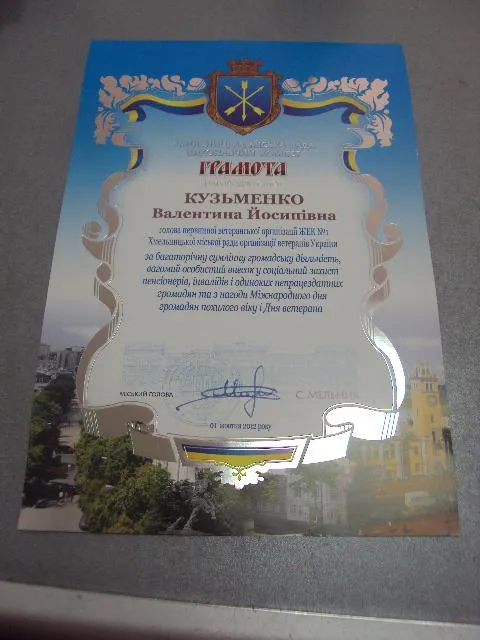 ГРАМОТА
КУЗЬМЕНКО
Валентина Йосипівна
голова первинної ветеранської організації ЖЕК №1
Хмельницької міської ради організації ветеранів України
за багаторічну сумлінну громадську діяльність,
вагомий особистий внесок у соціальний захист
пенсіонерів, інвалідів і одиноких непрацездатних
громадян та з нагоди Міжнародного дня
громадян похилого віку і Дня ветерана
МІСЬКИЙ ГОЛОВА С. МЕЛЬНИК
01 жовтня 2012 року